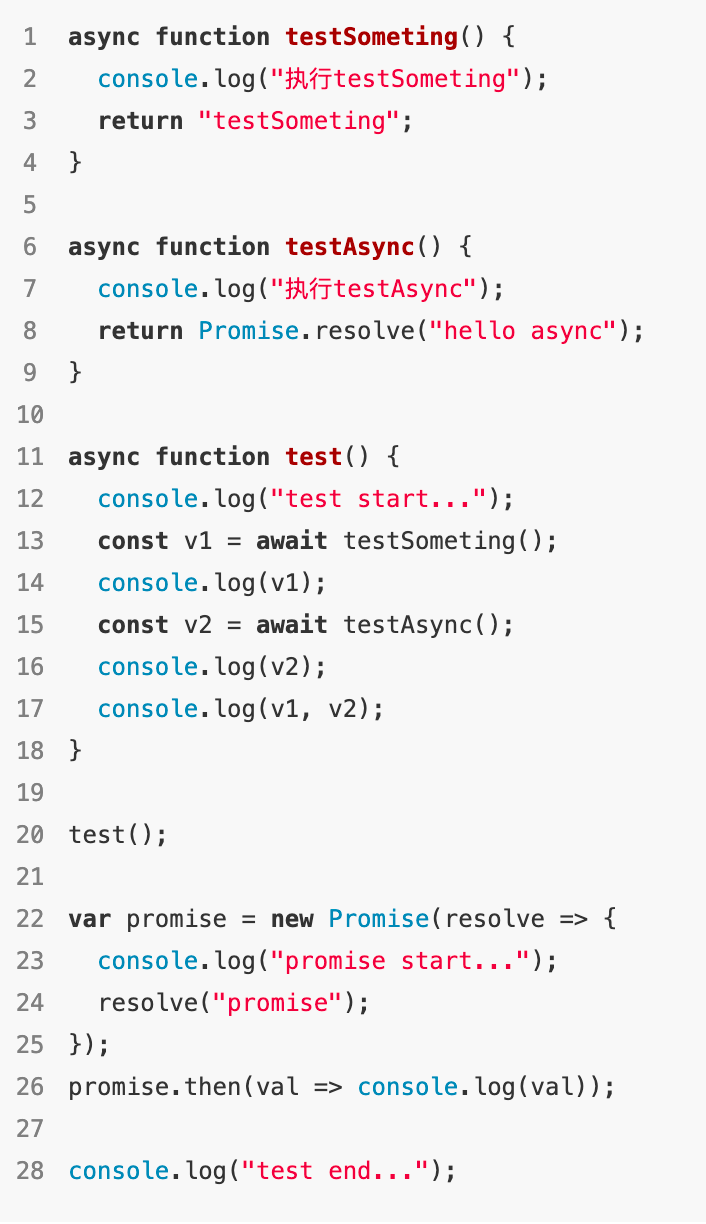 1 async function testSometing() {
2   console.log("执行testSometing");
3   return "testSometing";
4 }
5
6 async function testAsync() {
7   console.log("执行testAsync");
8   return Promise.resolve("hello async");
9 }
10
11 async function test() {
12   console.log("test start...");
13   const v1 = await testSometing();
14   console.log(v1);
15   const v2 = await testAsync();
16   console.log(v2);
17   console.log(v1, v2);
18 }
19
20 test();
21
22 var promise = new Promise(resolve => {
23   console.log("promise start...");
24   resolve("promise");
25 });
26 promise.then(val => console.log(val));
27
28 console.log("test end...");